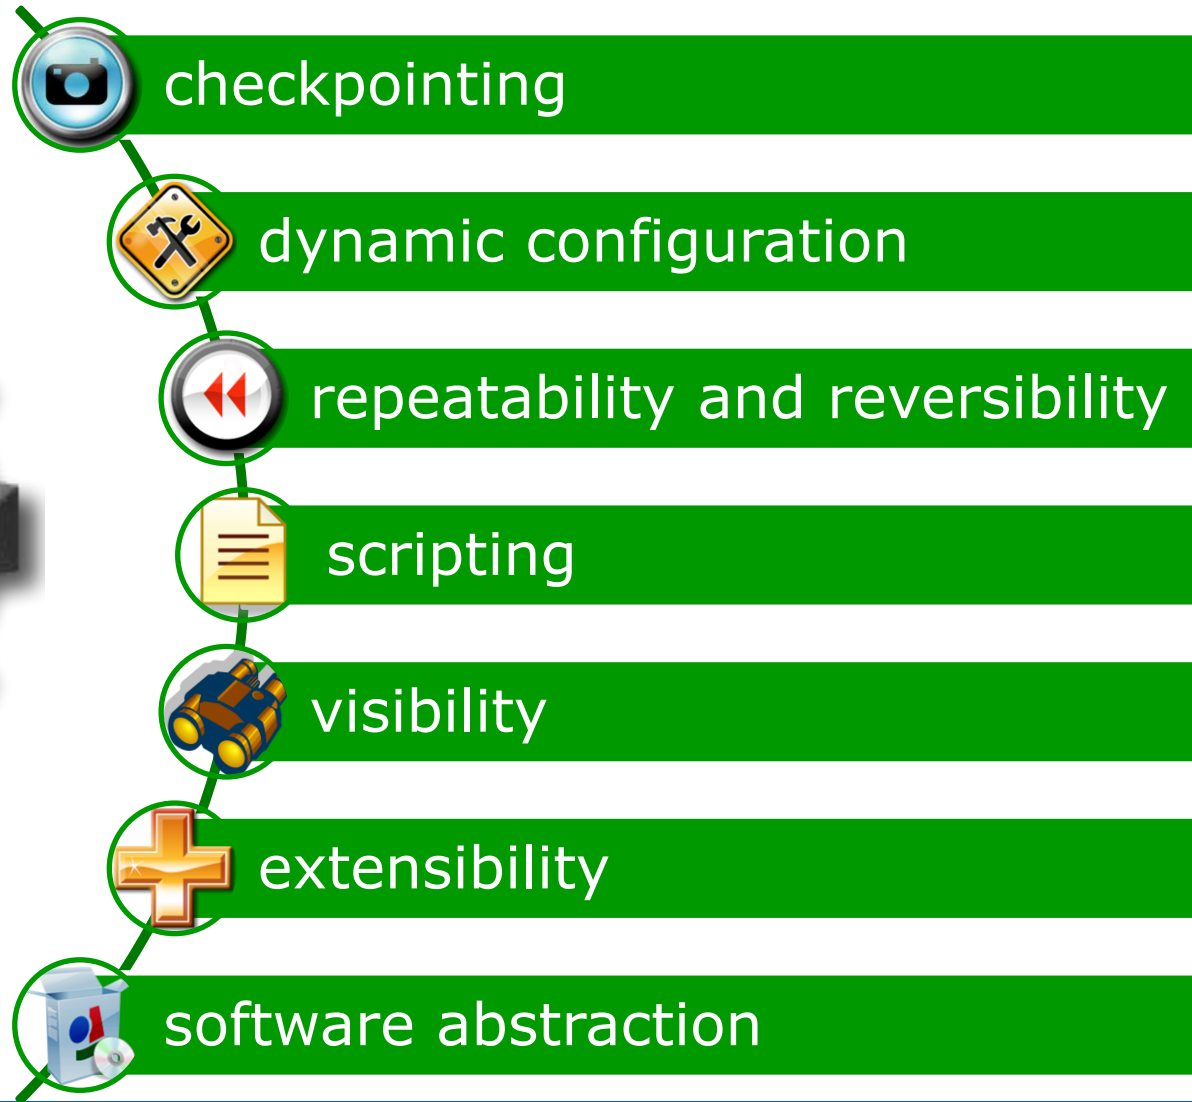 checkpointing
dynamic configuration
repeatability and reversibility
scripting
visibility
extensibility
software abstraction